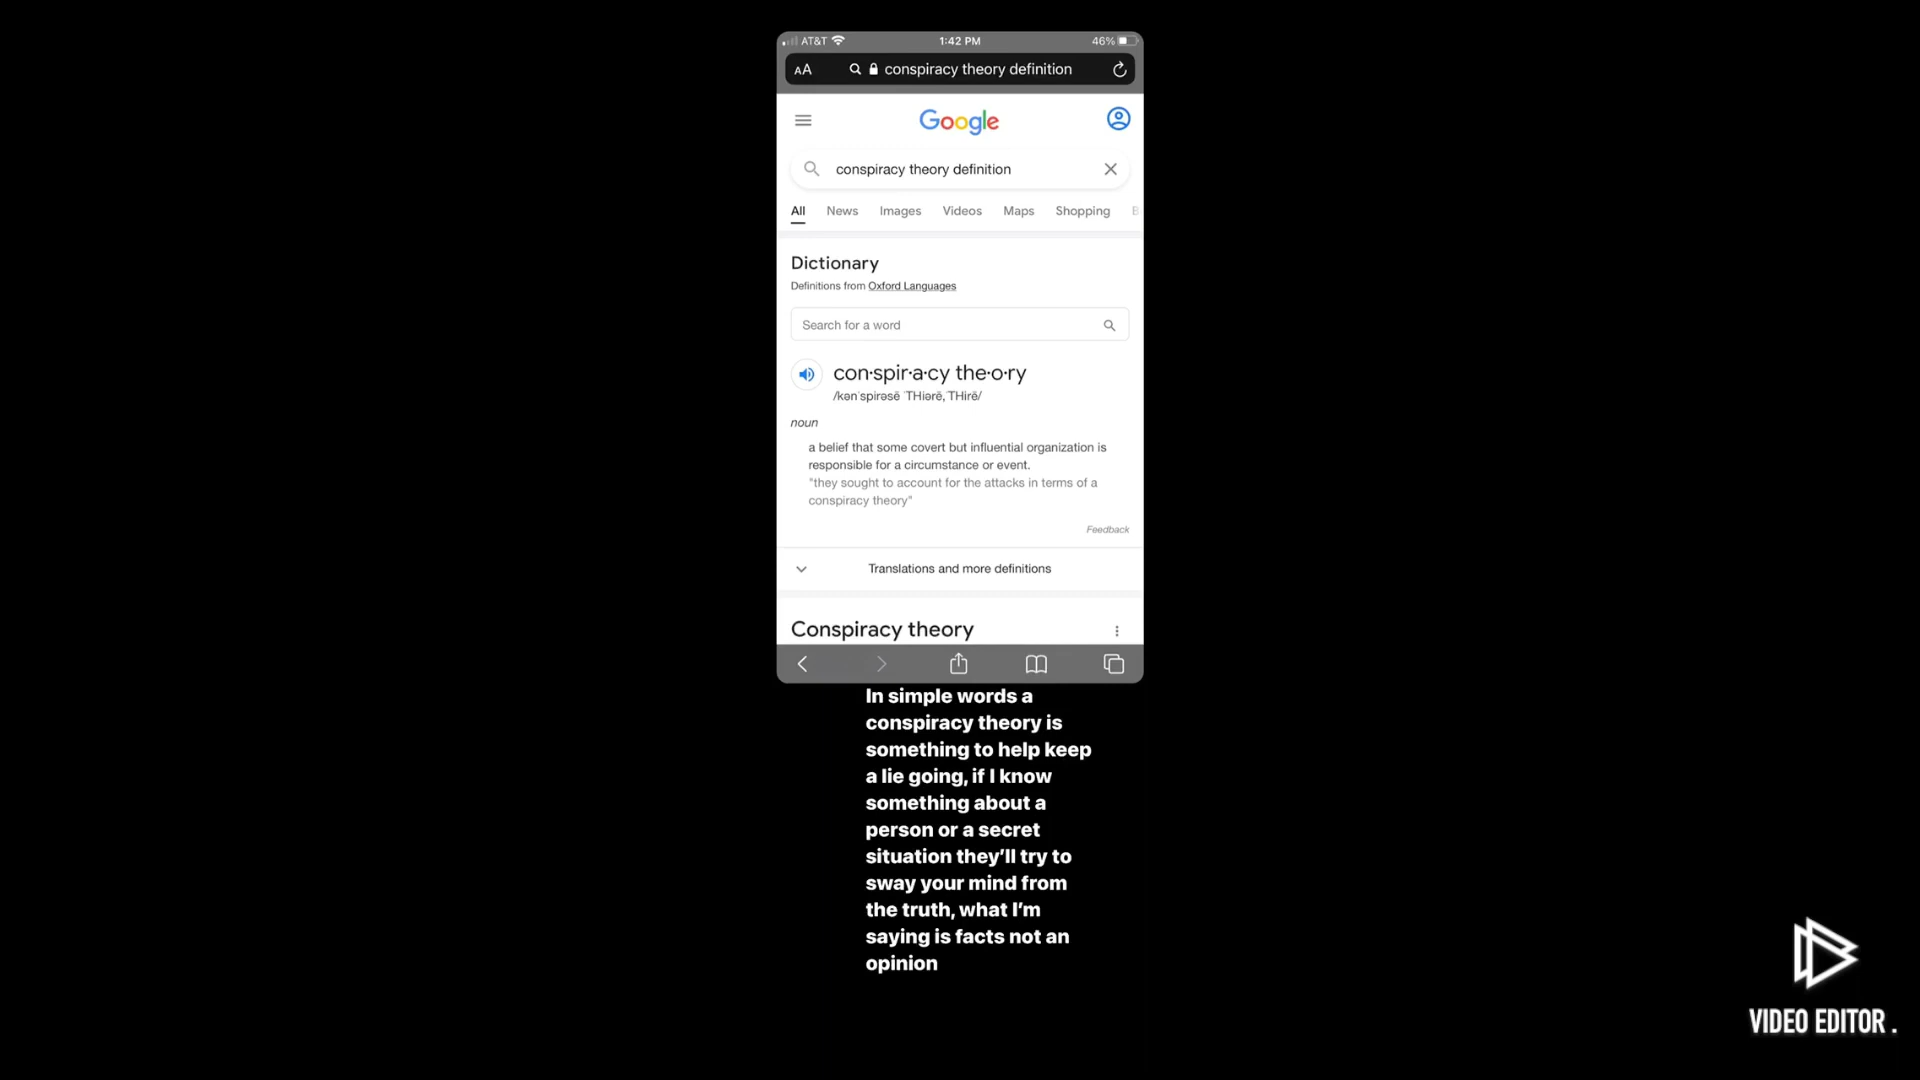 AT&T
1:42 PM
46%
AA
conspiracy theory definition
Google
conspiracy theory definition
All News Images Videos Maps Shopping B
Dictionary
Definitions from Oxford Languages
Search for a word
con·spir·a·cy the·o·ry
/kənˈspirəsē ˈTHiərē,ˈTHirē/
noun
a belief that some covert but influential organization is
responsible for a circumstance or event.
"they sought to account for the attacks in terms of a
conspiracy theory"
Feedback
Translations and more definitions
Conspiracy theory
In simple words a
conspiracy theory is
something to help keep
a lie going, if I know
something about a
person or a secret
situation they’ll try to
sway your mind from
the truth, what I’m
saying is facts not an
opinion
VIDEO EDITOR .